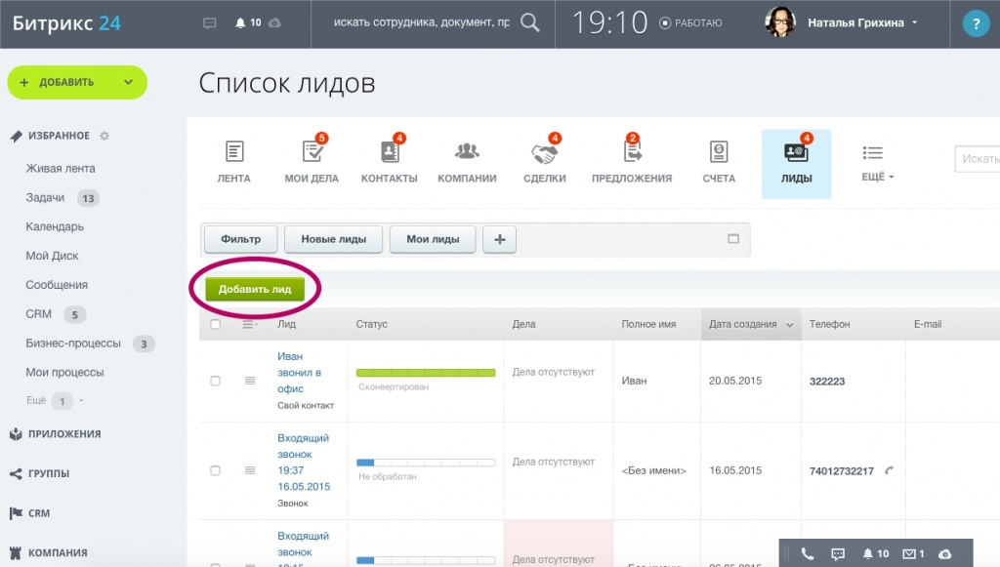 Битрикс 24
10
искать сотрудника, документ, пр
19:10
РАБОТАЮ
Наталья Грихина
?
+ ДОБАВИТЬ
ИЗБРАННОЕ
Живая лента
Задачи 13
Календарь
Мой Диск
Сообщения
CRM 5
Бизнес-процессы 3
Мои процессы
Ещё 1
ПРИЛОЖЕНИЯ
ГРУППЫ
CRM
КОМПАНИЯ
Список лидов
ЛЕНТА
5
МОИ ДЕЛА
4
КОНТАКТЫ
КОМПАНИИ
4
СДЕЛКИ
2
ПРЕДЛОЖЕНИЯ
СЧЕТА
4
ЛИДЫ
ЕЩЁ
Искать
Фильтр
Новые лиды
Мои лиды
+
Добавить лид
Лид
Статус
Дела
Полное имя
Дата создания
Телефон
E-mail
Иван
звонил в
офис
Свой контакт
Сконвертирован
Дела отсутствуют
Иван
20.05.2015
322223
Входящий
звонок
19:37
16.05.2015
Звонок
Не обработан
Дела отсутствуют
<Без имени>
16.05.2015
74012732217
Входящий
звонок
Дела отсутствуют
10
1